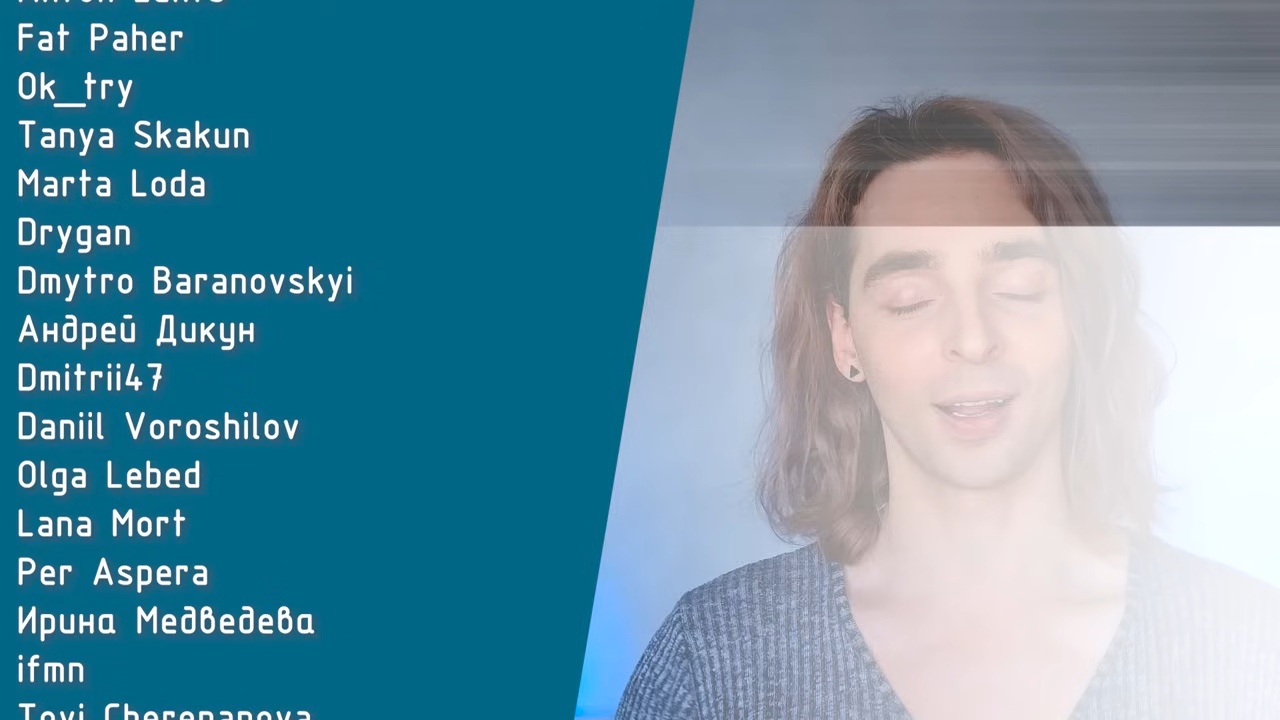 Fat Paher
Ok__try
Tanya Skakun
Marta Loda
Drygan
Dmytro Baranovskyi
Андрей Дикун
Dmitrii47
Daniil Voroshilov
Olga Lebed
Lana Mort
Per Aspera
Ирина Медведева
ifmn